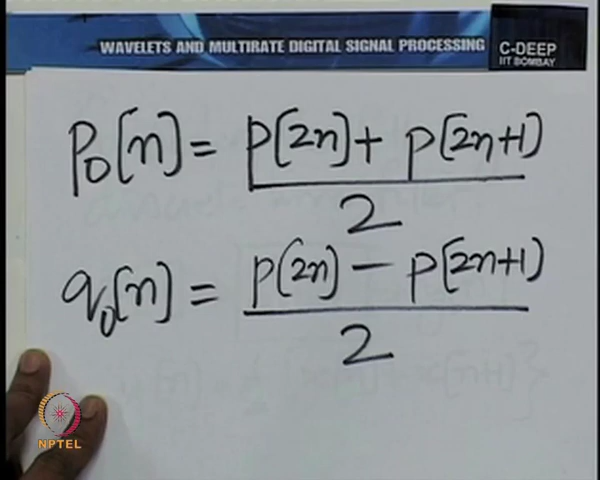 WAVELETS AND MULTIRATE DIGITAL SIGNAL PROCESSING
C-DEEP
IIT BOMBAY
p₀[n] = (p[2n] + p[2n+1]) / 2
q₀[n] = (p[2n] - p[2n+1]) / 2
NPTEL